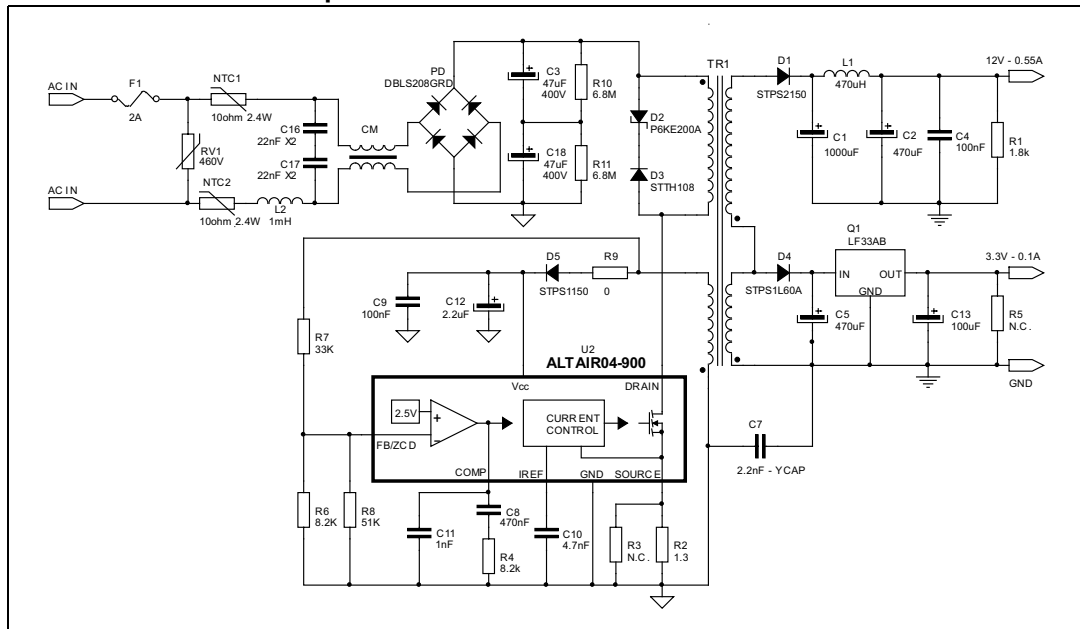 AC IN
F1
2A
NTC1
10ohm 2.4W
RV1
460V
C16
22nF X2
C17
22nF X2
AC IN
NTC2
10ohm 2.4W
L2
1mH
CM
PD
DBLS208GRD
C3
47uF
400V
C18
47uF
400V
R10
6.8M
R11
6.8M
D2
P6KE200A
D3
STTH108
TR1
D1
STPS2150
L1
470uH
12V - 0.55A
C1
1000uF
C2
470uF
C4
100nF
R1
1.8k
D4
STPS1L60A
Q1
LF33AB
IN
OUT
GND
3.3V - 0.1A
C5
470uF
C13
100uF
R5
N.C.
GND
C7
2.2nF - YCAP
D5
STPS1150
R9
0
C9
100nF
C12
2.2uF
R7
33K
U2
ALTAIR04-900
Vcc
DRAIN
2.5V
+
-
CURRENT
CONTROL
FB/ZCD
COMP
IREF
GND
SOURCE
R6
8.2K
R8
51K
C11
1nF
C8
470nF
R4
8.2k
C10
4.7nF
R3
N.C.
R2
1.3